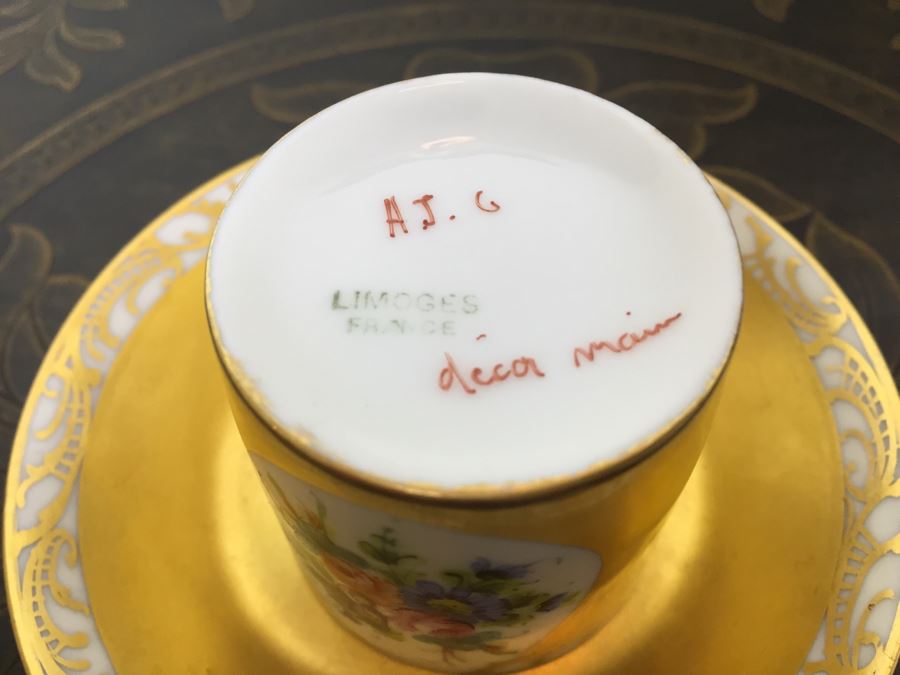 AJ. G
LIMOGES
FRANCE
décor main